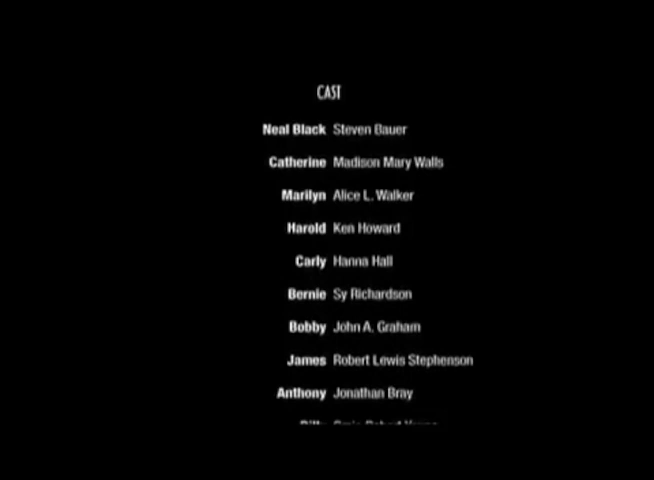 CAST
Neal Black Steven Bauer
Catherine Madison Mary Walls
Marilyn Alice L. Walker
Harold Ken Howard
Carly Hanna Hall
Bernie Sy Richardson
Bobby John A. Graham
James Robert Lewis Stephenson
Anthony Jonathan Bray